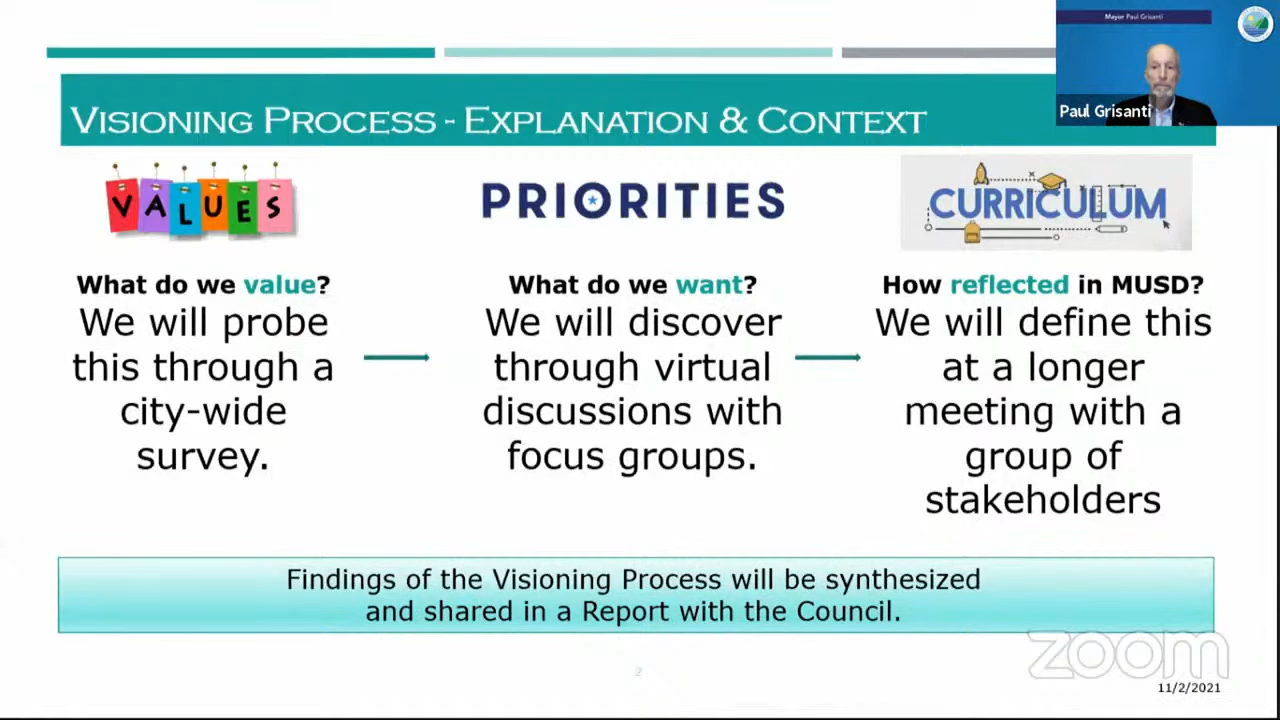 Mayor Paul Grisanti
Paul Grisanti
VISIONING PROCESS - EXPLANATION & CONTEXT
VALUES
PRIORITIES
CURRICULUM
What do we value?
We will probe
this through a
city-wide
survey.
What do we want?
We will discover
through virtual
discussions with
focus groups.
How reflected in MUSD?
We will define this
at a longer
meeting with a
group of
stakeholders
Findings of the Visioning Process will be synthesized
and shared in a Report with the Council.
zoom
2
11/2/2021